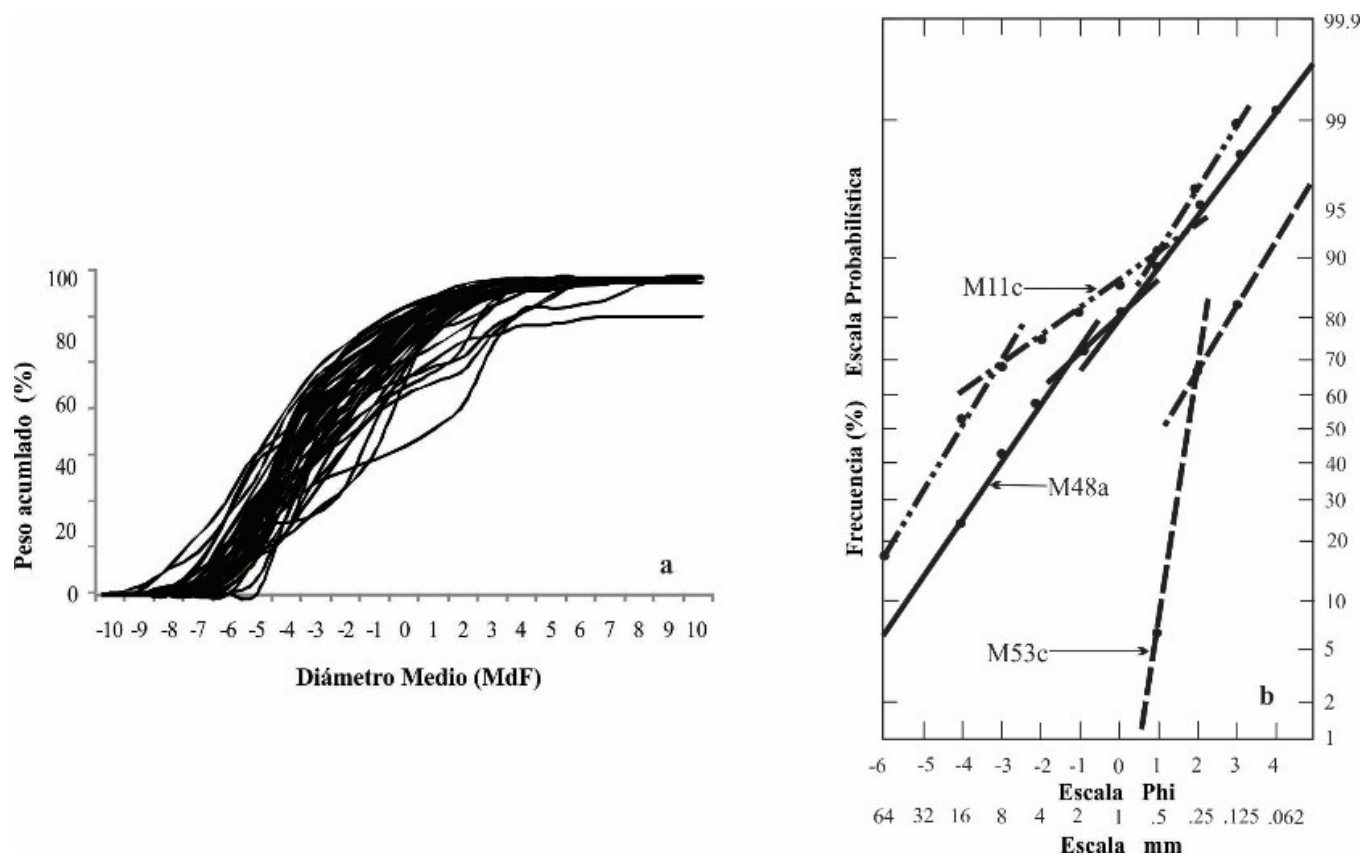 100
80
60
40
20
0
Peso acumlado (%)
a
-10 -9 -8 -7 -6 -5 -4 -3 -2 -1 0 1 2 3 4 5 6 7 8 9 10
Diámetro Medio (MdF)
99.9
99
95
90
80
70
60
50
40
30
20
10
5
2
1
Frecuencia (%) Escala Probabilística
M11c
M48a
M53c
b
-6 -5 -4 -3 -2 -1 0 1 2 3 4
Escala Phi
64 32 16 8 4 2 1 .5 .25 .125 .062
Escala mm